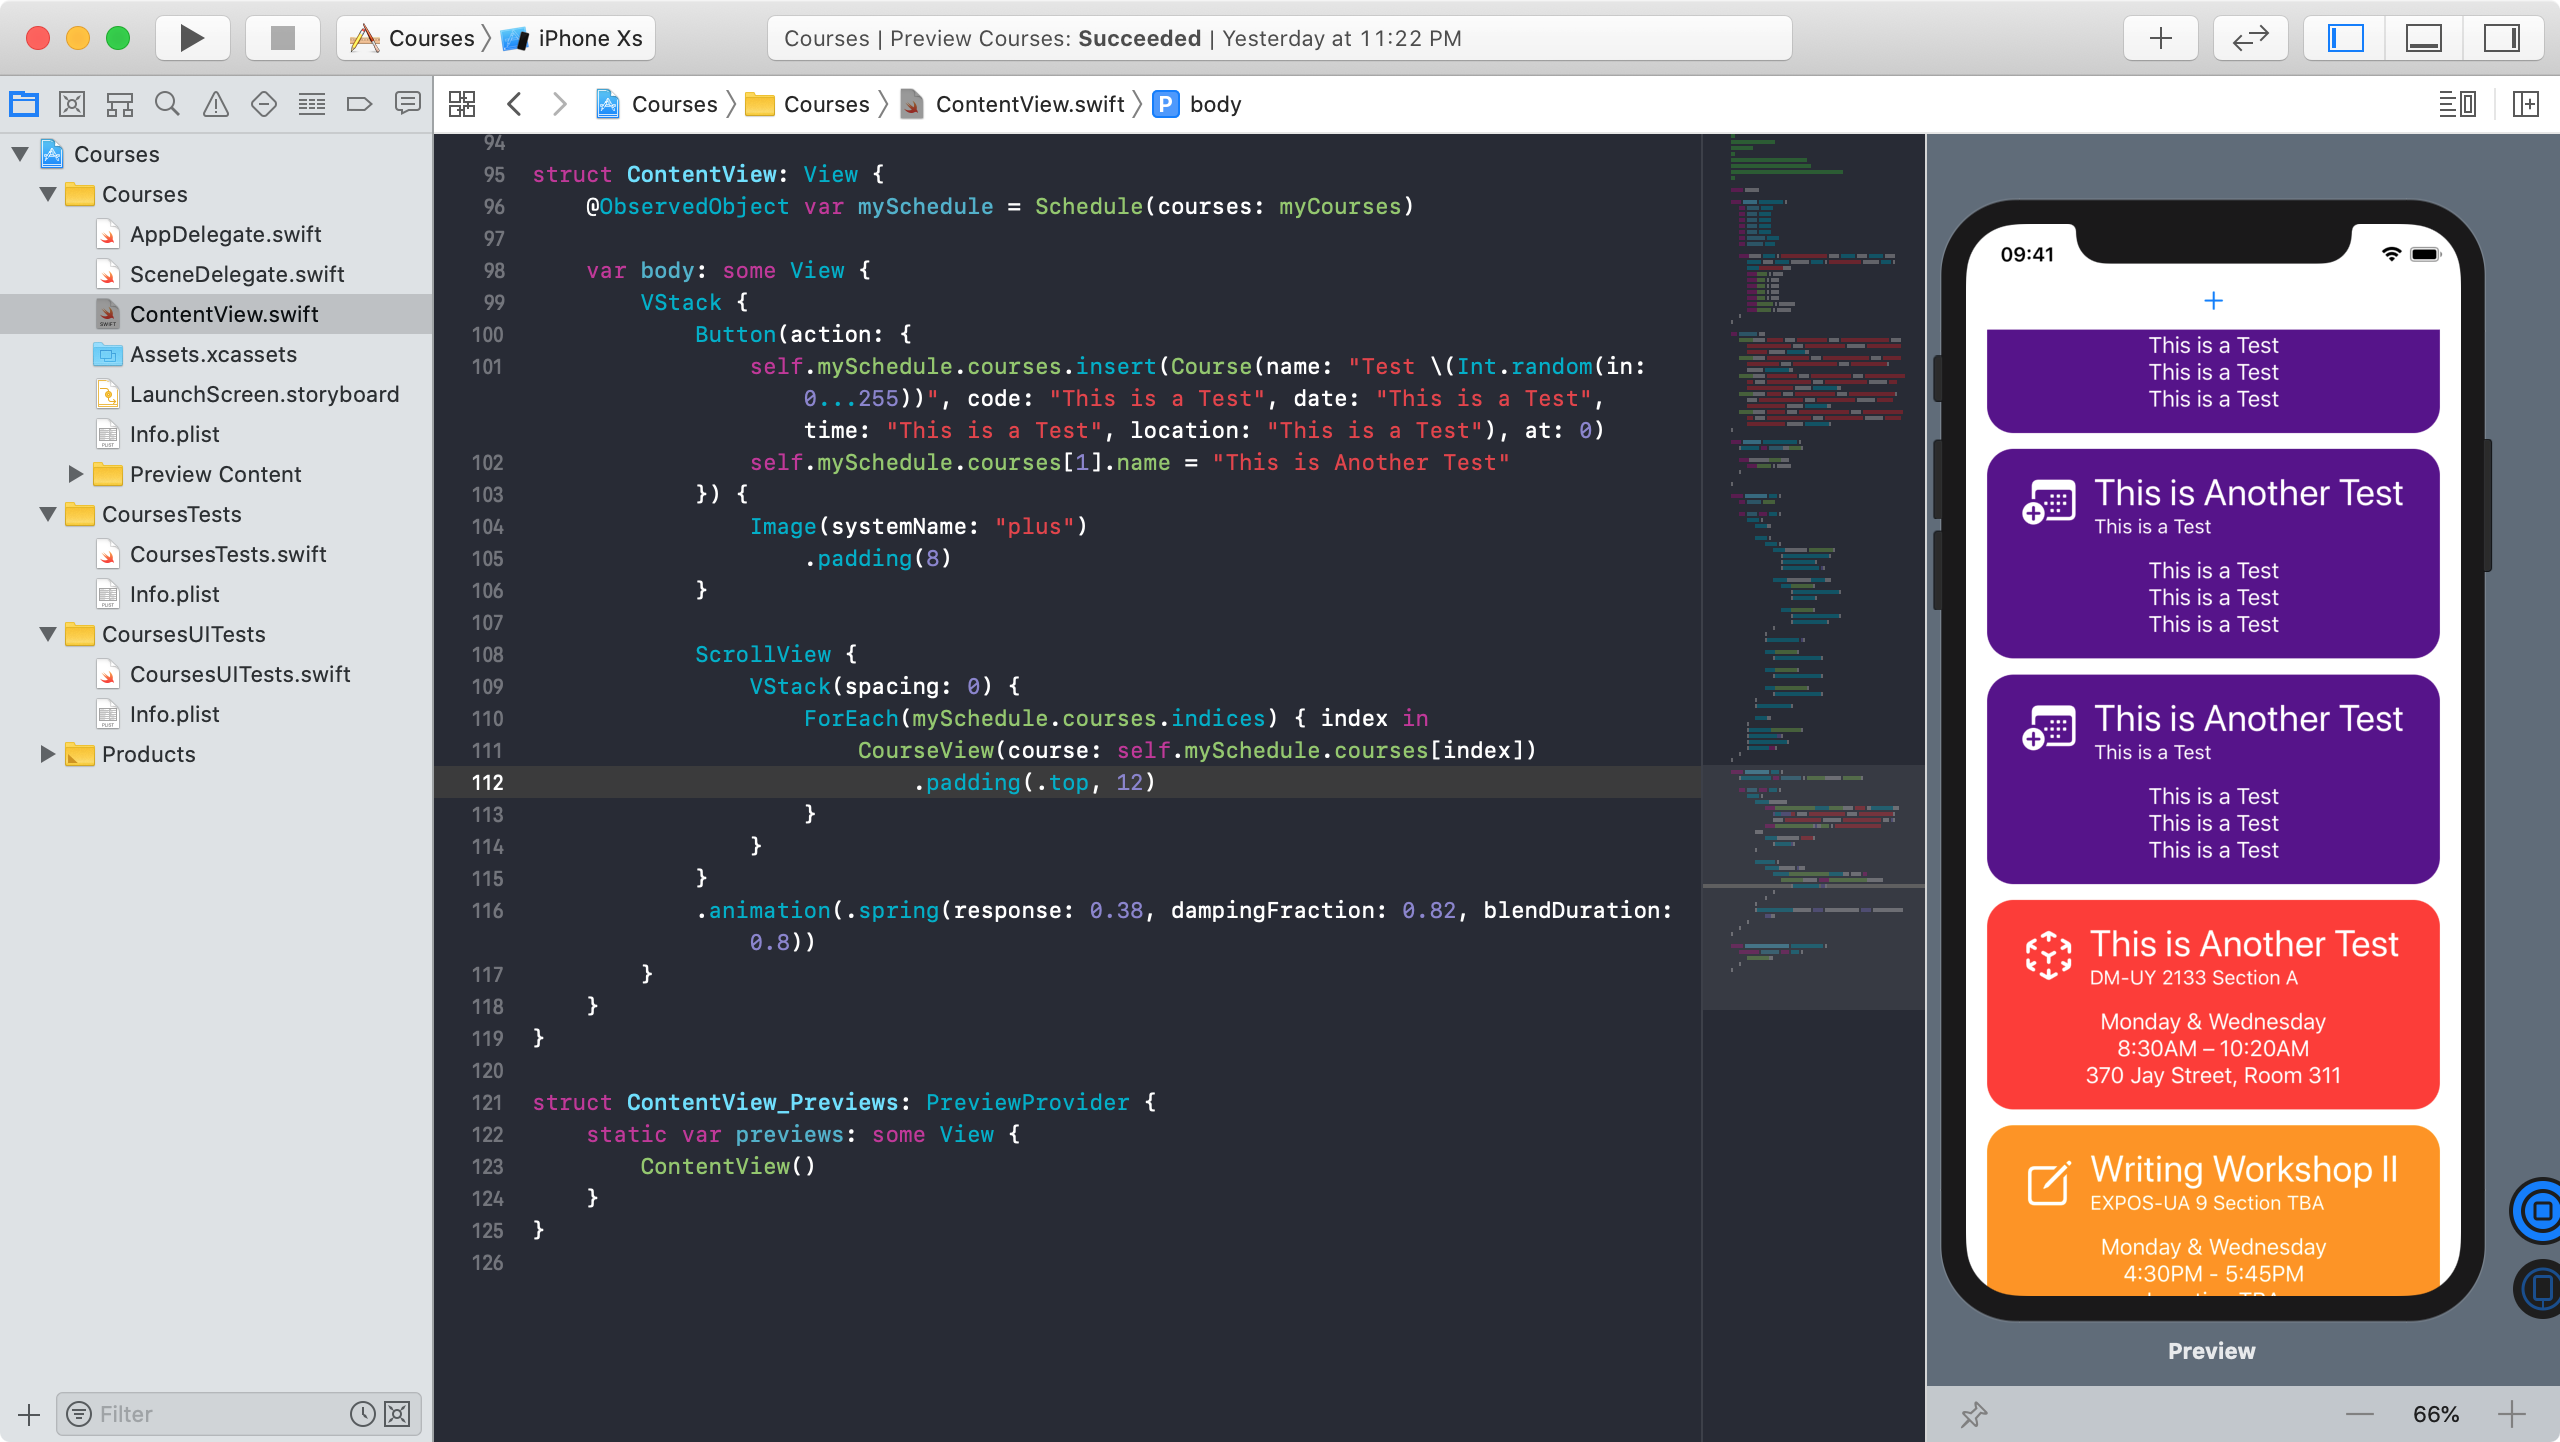 Courses
iPhone Xs
Courses | Preview Courses: Succeeded | Yesterday at 11:22 PM
Courses
Courses
ContentView.swift
P
body
Courses
Courses
AppDelegate.swift
SceneDelegate.swift
ContentView.swift
Assets.xcassets
LaunchScreen.storyboard
Info.plist
Preview Content
CoursesTests
CoursesTests.swift
Info.plist
CoursesUITests
CoursesUITests.swift
Info.plist
Products
Filter
94
95 struct ContentView: View {
96 @ObservedObject var mySchedule = Schedule(courses: myCourses)
97
98 var body: some View {
99 VStack {
100 Button(action: {
101 self.mySchedule.courses.insert(Course(name: "Test \(Int.random(in:
0...255))", code: "This is a Test", date: "This is a Test",
time: "This is a Test", location: "This is a Test"), at: 0)
102 self.mySchedule.courses[1].name = "This is Another Test"
103 }) {
104 Image(systemName: "plus")
105 .padding(8)
106 }
107
108 ScrollView {
109 VStack(spacing: 0) {
110 ForEach(mySchedule.courses.indices) { index in
111 CourseView(course: self.mySchedule.courses[index])
112 .padding(.top, 12)
113 }
114 }
115 }
116 .animation(.spring(response: 0.38, dampingFraction: 0.82, blendDuration:
0.8))
117 }
118 }
119 }
120
121 struct ContentView_Previews: PreviewProvider {
122 static var previews: some View {
123 ContentView()
124 }
125 }
126
09:41
This is a Test
This is a Test
This is a Test
This is Another Test
This is a Test
This is a Test
This is a Test
This is a Test
This is Another Test
This is a Test
This is a Test
This is a Test
This is a Test
This is Another Test
DM-UY 2133 Section A
Monday & Wednesday
8:30AM – 10:20AM
370 Jay Street, Room 311
Writing Workshop II
EXPOS-UA 9 Section TBA
Monday & Wednesday
4:30PM - 5:45PM
Preview
66%